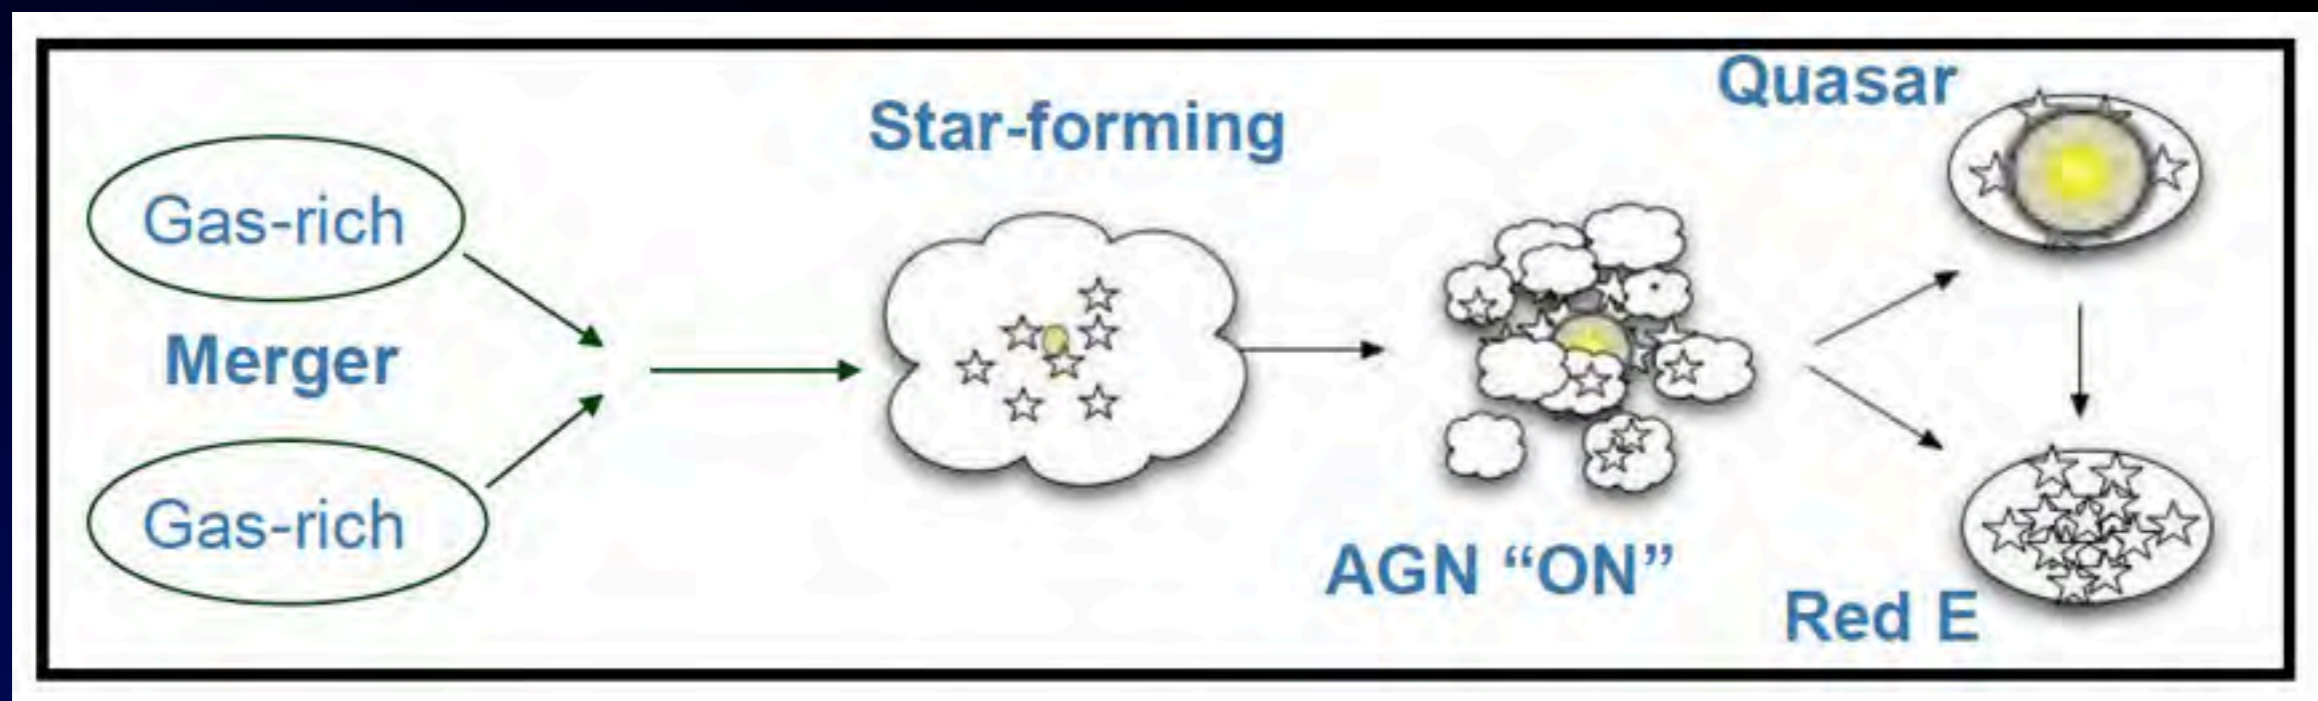 Gas-rich
Merger
Gas-rich
Star-forming
AGN “ON”
Quasar
Red E